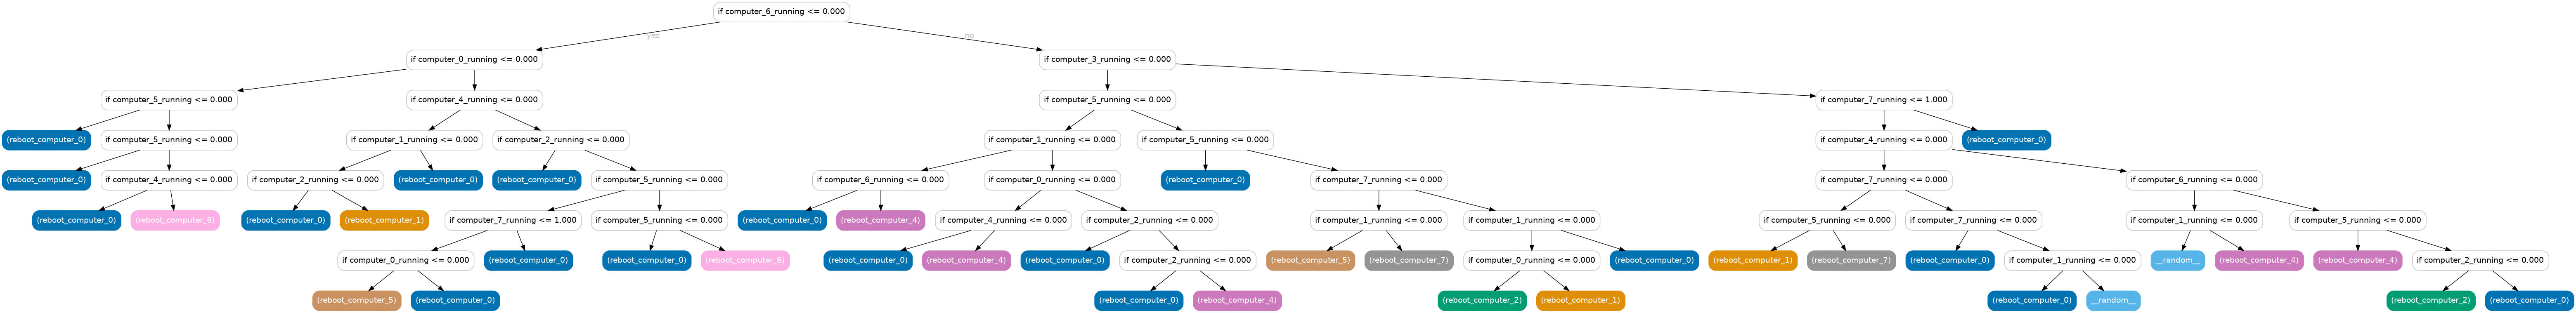 if computer_6_running <= 0.000
yes
no
if computer_0_running <= 0.000
if computer_3_running <= 0.000
if computer_5_running <= 0.000
if computer_4_running <= 0.000
if computer_5_running <= 0.000
if computer_7_running <= 1.000
(reboot_computer_0)
if computer_5_running <= 0.000
if computer_1_running <= 0.000
if computer_2_running <= 0.000
if computer_1_running <= 0.000
if computer_5_running <= 0.000
if computer_4_running <= 0.000
(reboot_computer_0)
(reboot_computer_0)
if computer_4_running <= 0.000
if computer_2_running <= 0.000
(reboot_computer_0)
(reboot_computer_0)
if computer_5_running <= 0.000
if computer_6_running <= 0.000
if computer_0_running <= 0.000
(reboot_computer_0)
if computer_7_running <= 0.000
if computer_7_running <= 0.000
if computer_6_running <= 0.000
(reboot_computer_0)
(reboot_computer_6)
(reboot_computer_0)
(reboot_computer_1)
if computer_7_running <= 1.000
if computer_5_running <= 0.000
(reboot_computer_0)
(reboot_computer_4)
if computer_4_running <= 0.000
if computer_2_running <= 0.000
if computer_1_running <= 0.000
if computer_1_running <= 0.000
if computer_5_running <= 0.000
if computer_7_running <= 0.000
if computer_1_running <= 0.000
if computer_5_running <= 0.000
if computer_0_running <= 0.000
(reboot_computer_0)
(reboot_computer_0)
(reboot_computer_6)
(reboot_computer_0)
(reboot_computer_4)
(reboot_computer_0)
if computer_2_running <= 0.000
(reboot_computer_5)
(reboot_computer_7)
if computer_0_running <= 0.000
(reboot_computer_0)
(reboot_computer_1)
(reboot_computer_7)
(reboot_computer_0)
if computer_1_running <= 0.000
__random__
(reboot_computer_4)
(reboot_computer_4)
if computer_2_running <= 0.000
(reboot_computer_5)
(reboot_computer_0)
(reboot_computer_0)
(reboot_computer_4)
(reboot_computer_2)
(reboot_computer_1)
(reboot_computer_0)
__random__
(reboot_computer_2)
(reboot_computer_0)